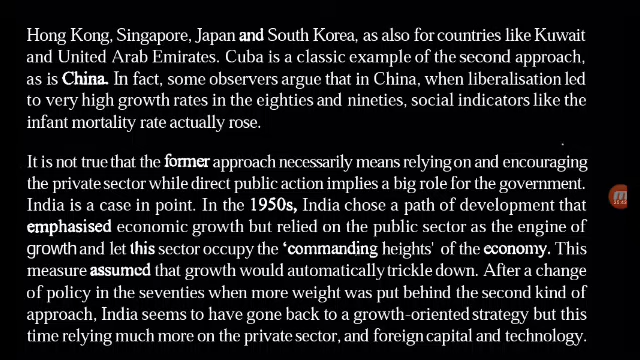 Hong Kong, Singapore, Japan and South Korea, as also for countries like Kuwait
and United Arab Emirates. Cuba is a classic example of the second approach,
as is China. In fact, some observers argue that in China, when liberalisation led
to very high growth rates in the eighties and nineties, social indicators like the
infant mortality rate actually rose.
It is not true that the former approach necessarily means relying on and encouraging
the private sector while direct public action implies a big role for the government.
India is a case in point. In the 1950s, India chose a path of development that
emphasised economic growth but relied on the public sector as the engine of
growth and let this sector occupy the ‘commanding heights' of the economy. This
measure assumed that growth would automatically trickle down. After a change
of policy in the seventies when more weight was put behind the second kind of
approach, India seems to have gone back to a growth-oriented strategy but this
time relying much more on the private sector, and foreign capital and technology.